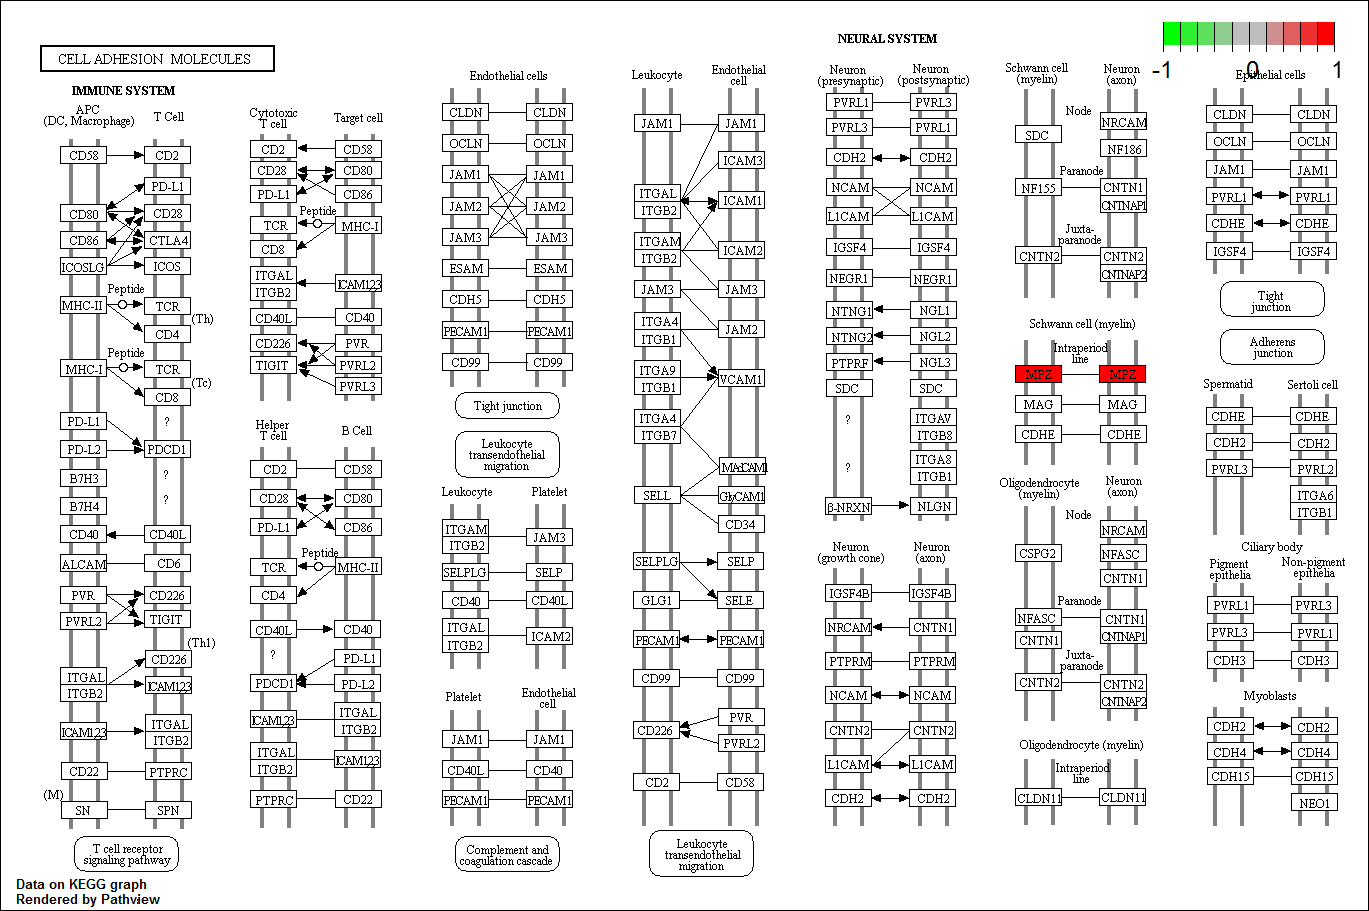 CELL ADHESION MOLECULES
-1
0
1
IMMUNE SYSTEM
APC
(DC, Macrophage)
T Cell
CD58
CD2
PD-L1
CD80
CD28
CD86
CTLA4
ICOSLG
ICOS
Peptide
MHC-II
TCR
(Th)
CD4
Peptide
MHC-I
TCR
(Tc)
CD8
PD-L1
?
PD-L2
PDCD1
B7H3
?
B7H4
?
CD40
CD40L
ALCAM
CD6
PVR
CD226
PVRL2
TIGIT
(Th1)
CD226
ITGAL
ITGB2
ICAM123
ICAM123
ITGAL
ITGB2
CD22
PTPRC
(M)
SN
SPN
T cell receptor
signaling pathway
Cytotoxic
T cell
Target cell
CD2
CD58
CD28
CD80
PD-L1
CD86
Peptide
TCR
MHC-I
CD8
ITGAL
ITGB2
ICAM123
CD40L
CD40
CD226
PVR
TIGIT
PVRL2
PVRL3
Helper
T cell
B Cell
CD2
CD58
CD28
CD80
PD-L1
CD86
Peptide
TCR
MHC-II
CD4
CD40L
CD40
?
PD-L1
PDCD1
PD-L2
ICAM123
ITGAL
ITGB2
ITGAL
ITGB2
ICAM123
PTPRC
CD22
Endothelial cells
CLDN
CLDN
OCLN
OCLN
JAM1
JAM1
JAM2
JAM2
JAM3
JAM3
ESAM
ESAM
CDH5
CDH5
PECAM1
PECAM1
CD99
CD99
Tight junction
Leukocyte
transendothelial
migration
Leukocyte
Platelet
ITGAM
ITGB2
JAM3
SELPLG
SELP
CD40
CD40L
ITGAL
ITGB2
ICAM2
Platelet
Endothelial
cell
JAM1
JAM1
CD40L
CD40
PECAM1
PECAM1
Complement and
coagulation cascade
Leukocyte
Endothelial
cell
JAM1
JAM1
ICAM3
ITGAL
ITGB2
ICAM1
ITGAM
ITGB2
ICAM2
JAM3
JAM3
ITGA4
ITGB1
JAM2
ITGA9
ITGB1
VCAM1
ITGA4
ITGB7
MAdCAM1
SELL
GlyCAM1
CD34
SELPLG
SELP
GLG1
SELE
PECAM1
PECAM1
CD99
CD99
CD226
PVR
PVRL2
CD2
CD58
Leukocyte
transendothelial
migration
NEURAL SYSTEM
Neuron
(presynaptic)
Neuron
(postsynaptic)
PVRL1
PVRL3
PVRL3
PVRL1
CDH2
CDH2
NCAM
NCAM
L1CAM
L1CAM
IGSF4
IGSF4
NEGR1
NEGR1
NTNG1
NGL1
NTNG2
NGL2
PTPRF
NGL3
SDC
SDC
?
ITGAV
ITGB8
?
ITGA8
ITGB1
β-NRXN
NLGN
Neuron
(growth cone)
Neuron
(axon)
IGSF4B
IGSF4B
NRCAM
CNTN1
PTPRM
PTPRM
NCAM
NCAM
CNTN2
CNTN2
L1CAM
L1CAM
CDH2
CDH2
Schwann cell
(myelin)
Neuron
(axon)
Node
SDC
NRCAM
NF186
Paranode
NF155
CNTN1
CNTNAP1
Juxta-
paranode
CNTN2
CNTN2
CNTNAP2
Schwann cell (myelin)
Intraperiod
line
MPZ
MPZ
MAG
MAG
CDHE
CDHE
Oligodendrocyte
(myelin)
Neuron
(axon)
Node
NRCAM
CSPG2
NFASC
CNTN1
Paranode
NFASC
CNTN1
CNTN1
CNTNAP1
Juxta-
paranode
CNTN2
CNTN2
CNTNAP2
Oligodendrocyte (myelin)
Intraperiod
line
CLDN11
CLDN11
Epithelial cells
CLDN
CLDN
OCLN
OCLN
JAM1
JAM1
PVRL1
PVRL1
CDHE
CDHE
IGSF4
IGSF4
Tight
junction
Adherens
junction
Spermatid
Sertoli cell
CDHE
CDHE
CDH2
CDH2
PVRL3
PVRL2
ITGA6
ITGB1
Ciliary body
Pigment
epithelia
Non-pigment
epithelia
PVRL1
PVRL3
PVRL3
PVRL1
CDH3
CDH3
Myoblasts
CDH2
CDH2
CDH4
CDH4
CDH15
CDH15
NEO1
Data on KEGG graph
Rendered by Pathview